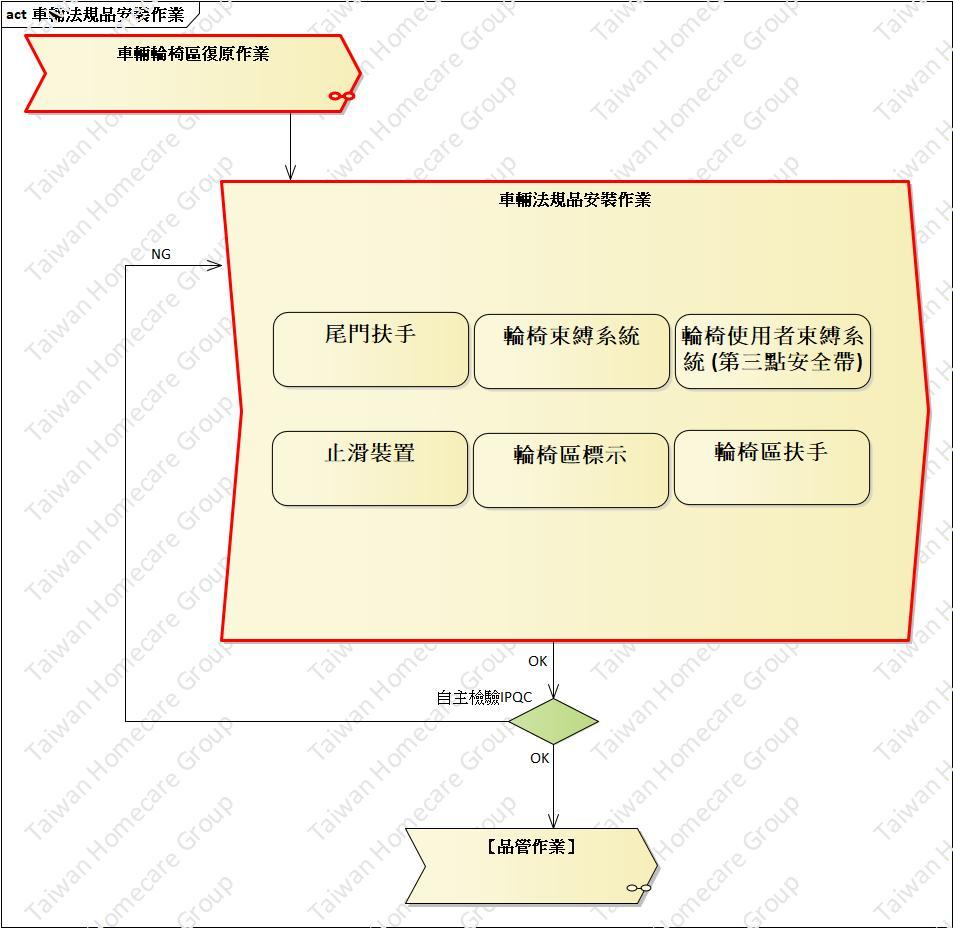 act 車輛法規品安裝作業
車輛輪椅區復原作業
車輛法規品安裝作業
NG
尾門扶手
輪椅束縛系統
輪椅使用者束縛系
統 (第三點安全帶)
止滑裝置
輪椅區標示
輪椅區扶手
OK
自主檢驗IPQC
OK
【品管作業】
Taiwan Homecare Group